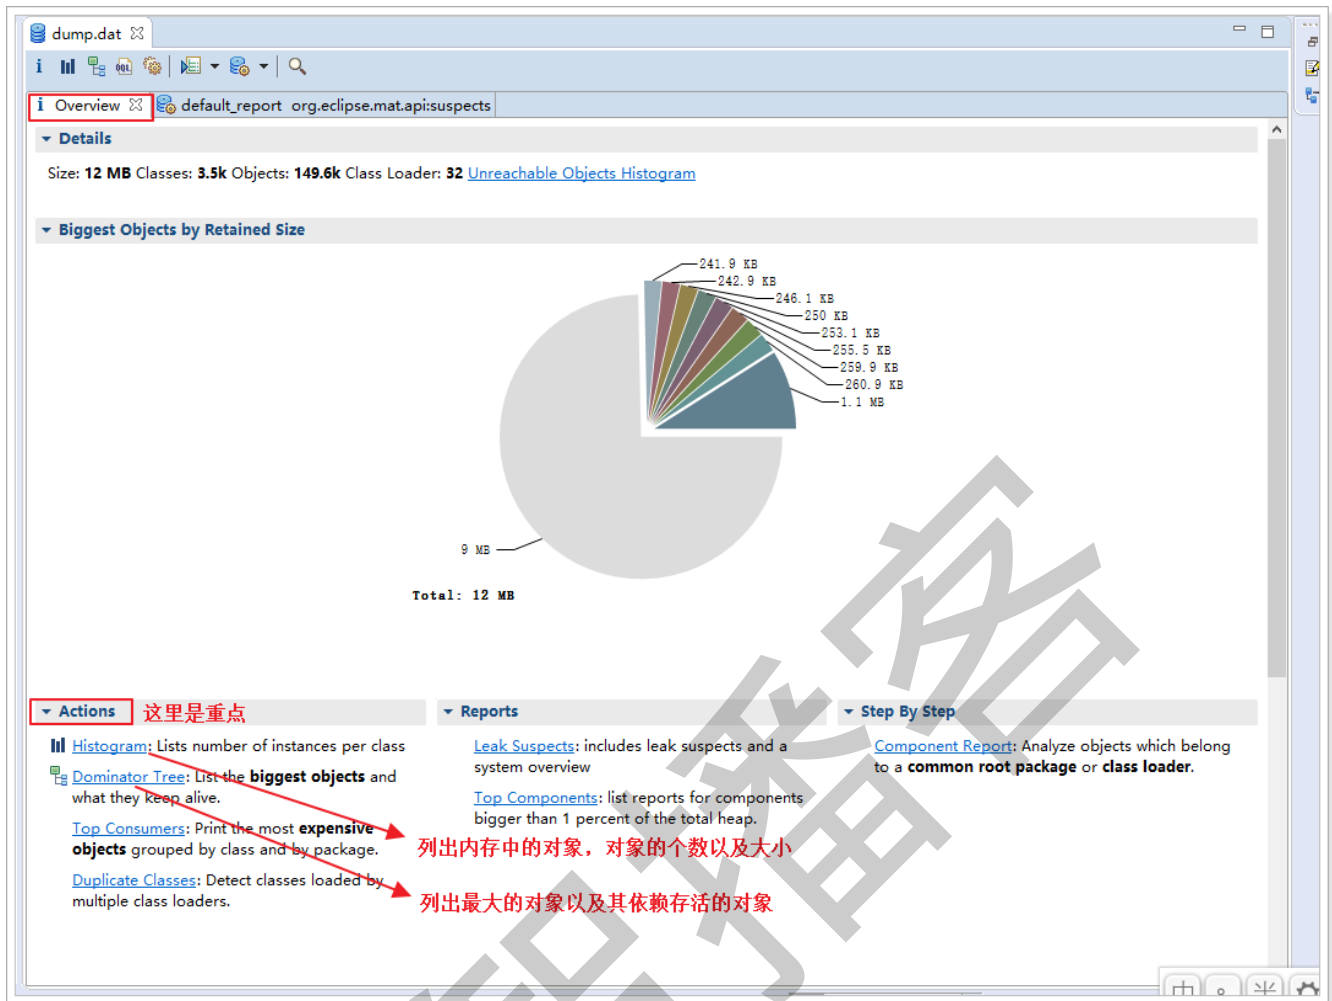 dump.dat
Overview
default_report org.eclipse.mat.api:suspects
Details
Size: 12 MB Classes: 3.5k Objects: 149.6k Class Loader: 32 Unreachable Objects Histogram
Biggest Objects by Retained Size
241.9 KB
242.9 KB
246.1 KB
250 KB
253.1 KB
255.5 KB
259.9 KB
260.9 KB
1.1 MB
9 MB
Total: 12 MB
Actions
这里是重点
Histogram: Lists number of instances per class
Dominator Tree: List the biggest objects and
what they keep alive.
Top Consumers: Print the most expensive
objects grouped by class and by package.
Duplicate Classes: Detect classes loaded by
multiple class loaders.
Reports
Leak Suspects: includes leak suspects and a
system overview
Top Components: list reports for components
bigger than 1 percent of the total heap.
列出内存中的对象，对象的个数以及大小
列出最大的对象以及其依赖存活的对象
Step By Step
Component Report: Analyze objects which belong
to a common root package or class loader.
播客